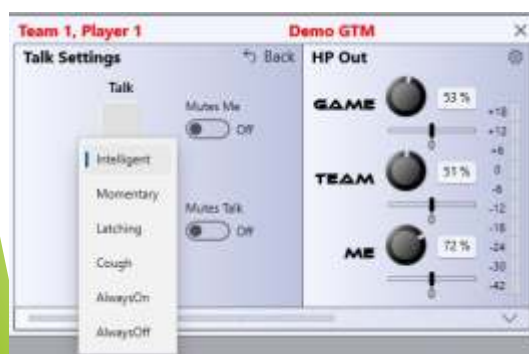 Team 1, Player 1
Demo GTM
Talk Settings
Back
HP Out
Talk
Mutes Me
Off
Intelligent
Momentary
Latching
Cough
AlwaysOn
AlwaysOff
Mutes Talk
Off
GAME
53 %
0
TEAM
51 %
0
ME
72 %
0
+18
+12
+6
0
-6
-12
-18
-24
-30
-42